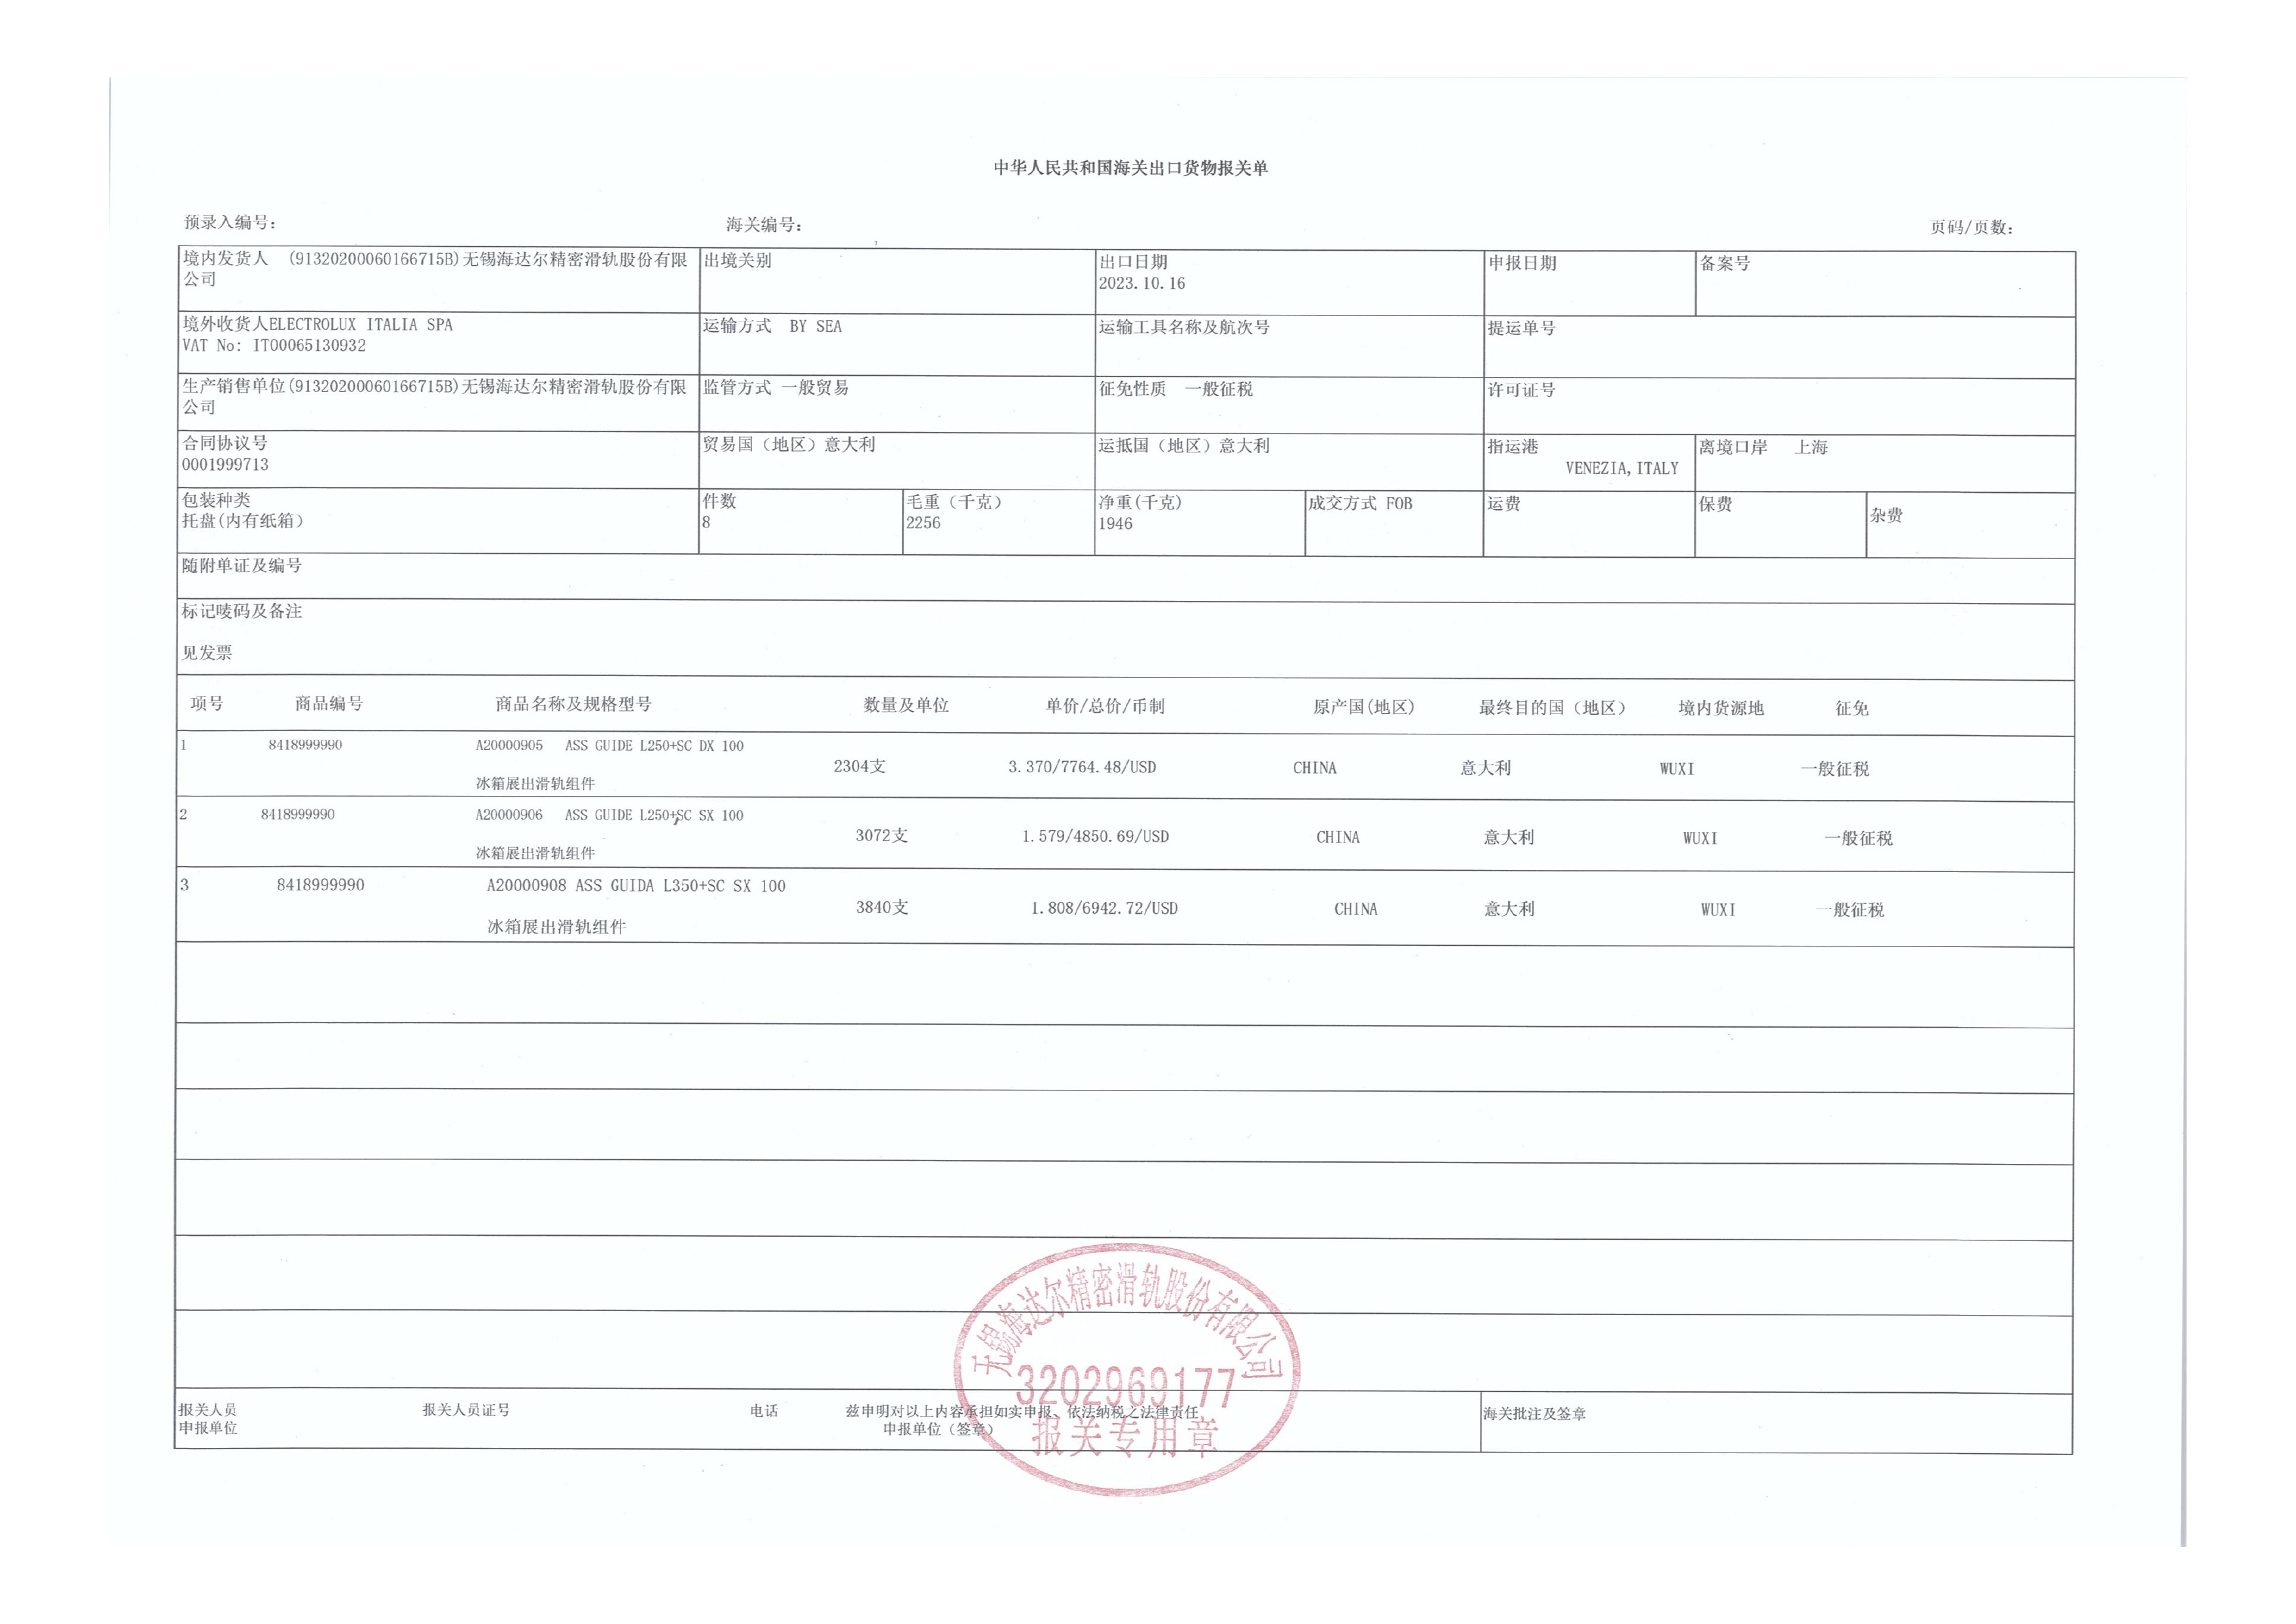 中华人民共和国海关出口货物报关单
预录入编号: 海关编号: 页码/页数:
境内发货人 (91320200060166715B)无锡海达尔精密滑轨股份有限公司
出境关别
出口日期
2023.10.16
申报日期
备案号
境外收货人ELECTROLUX ITALIA SPA
VAT No: IT00065130932
运输方式 BY SEA
运输工具名称及航次号
提运单号
生产销售单位(91320200060166715B)无锡海达尔精密滑轨股份有限公司
监管方式 一般贸易
征免性质 一般征税
许可证号
合同协议号
0001999713
贸易国（地区）意大利
运抵国（地区）意大利
指运港
VENEZIA,ITALY
离境口岸 上海
包装种类
托盘(内有纸箱）
件数
8
毛重（千克）
2256
净重(千克)
1946
成交方式 FOB
运费
保费
杂费
随附单证及编号
标记唛码及备注
见发票
项号 商品编号 商品名称及规格型号 数量及单位 单价/总价/币制 原产国(地区) 最终目的国（地区） 境内货源地 征免
1 8418999990 A20000905 ASS GUIDE L250+SC DX 100
2304支 3.370/7764.48/USD CHINA 意大利 WUXI 一般征税
冰箱展出滑轨组件
2 8418999990 A20000906 ASS GUIDE L250+SC SX 100
3072支 1.579/4850.69/USD CHINA 意大利 WUXI 一般征税
冰箱展出滑轨组件
3 8418999990 A20000908 ASS GUIDA L350+SC SX 100
3840支 1.808/6942.72/USD CHINA 意大利 WUXI 一般征税
冰箱展出滑轨组件
无锡海达尔精密滑轨股份有限公司
3202969177
报关专用章
报关人员 报关人员证号 电话 兹申明对以上内容承担如实申报、依法纳税之法律责任
申报单位 申报单位（签章）
海关批注及签章